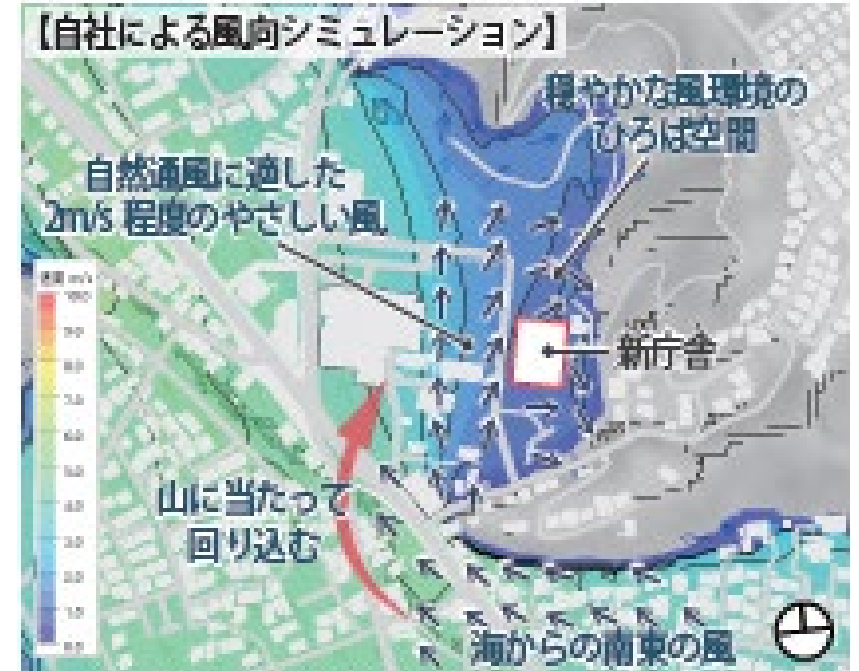 【自社による風向シミュレーション】
穏やかな風環境の
ひろば空間
自然通風に適した
2m/s 程度のやさしい風
新庁舎
山に当たって
回り込む
海からの南東の風